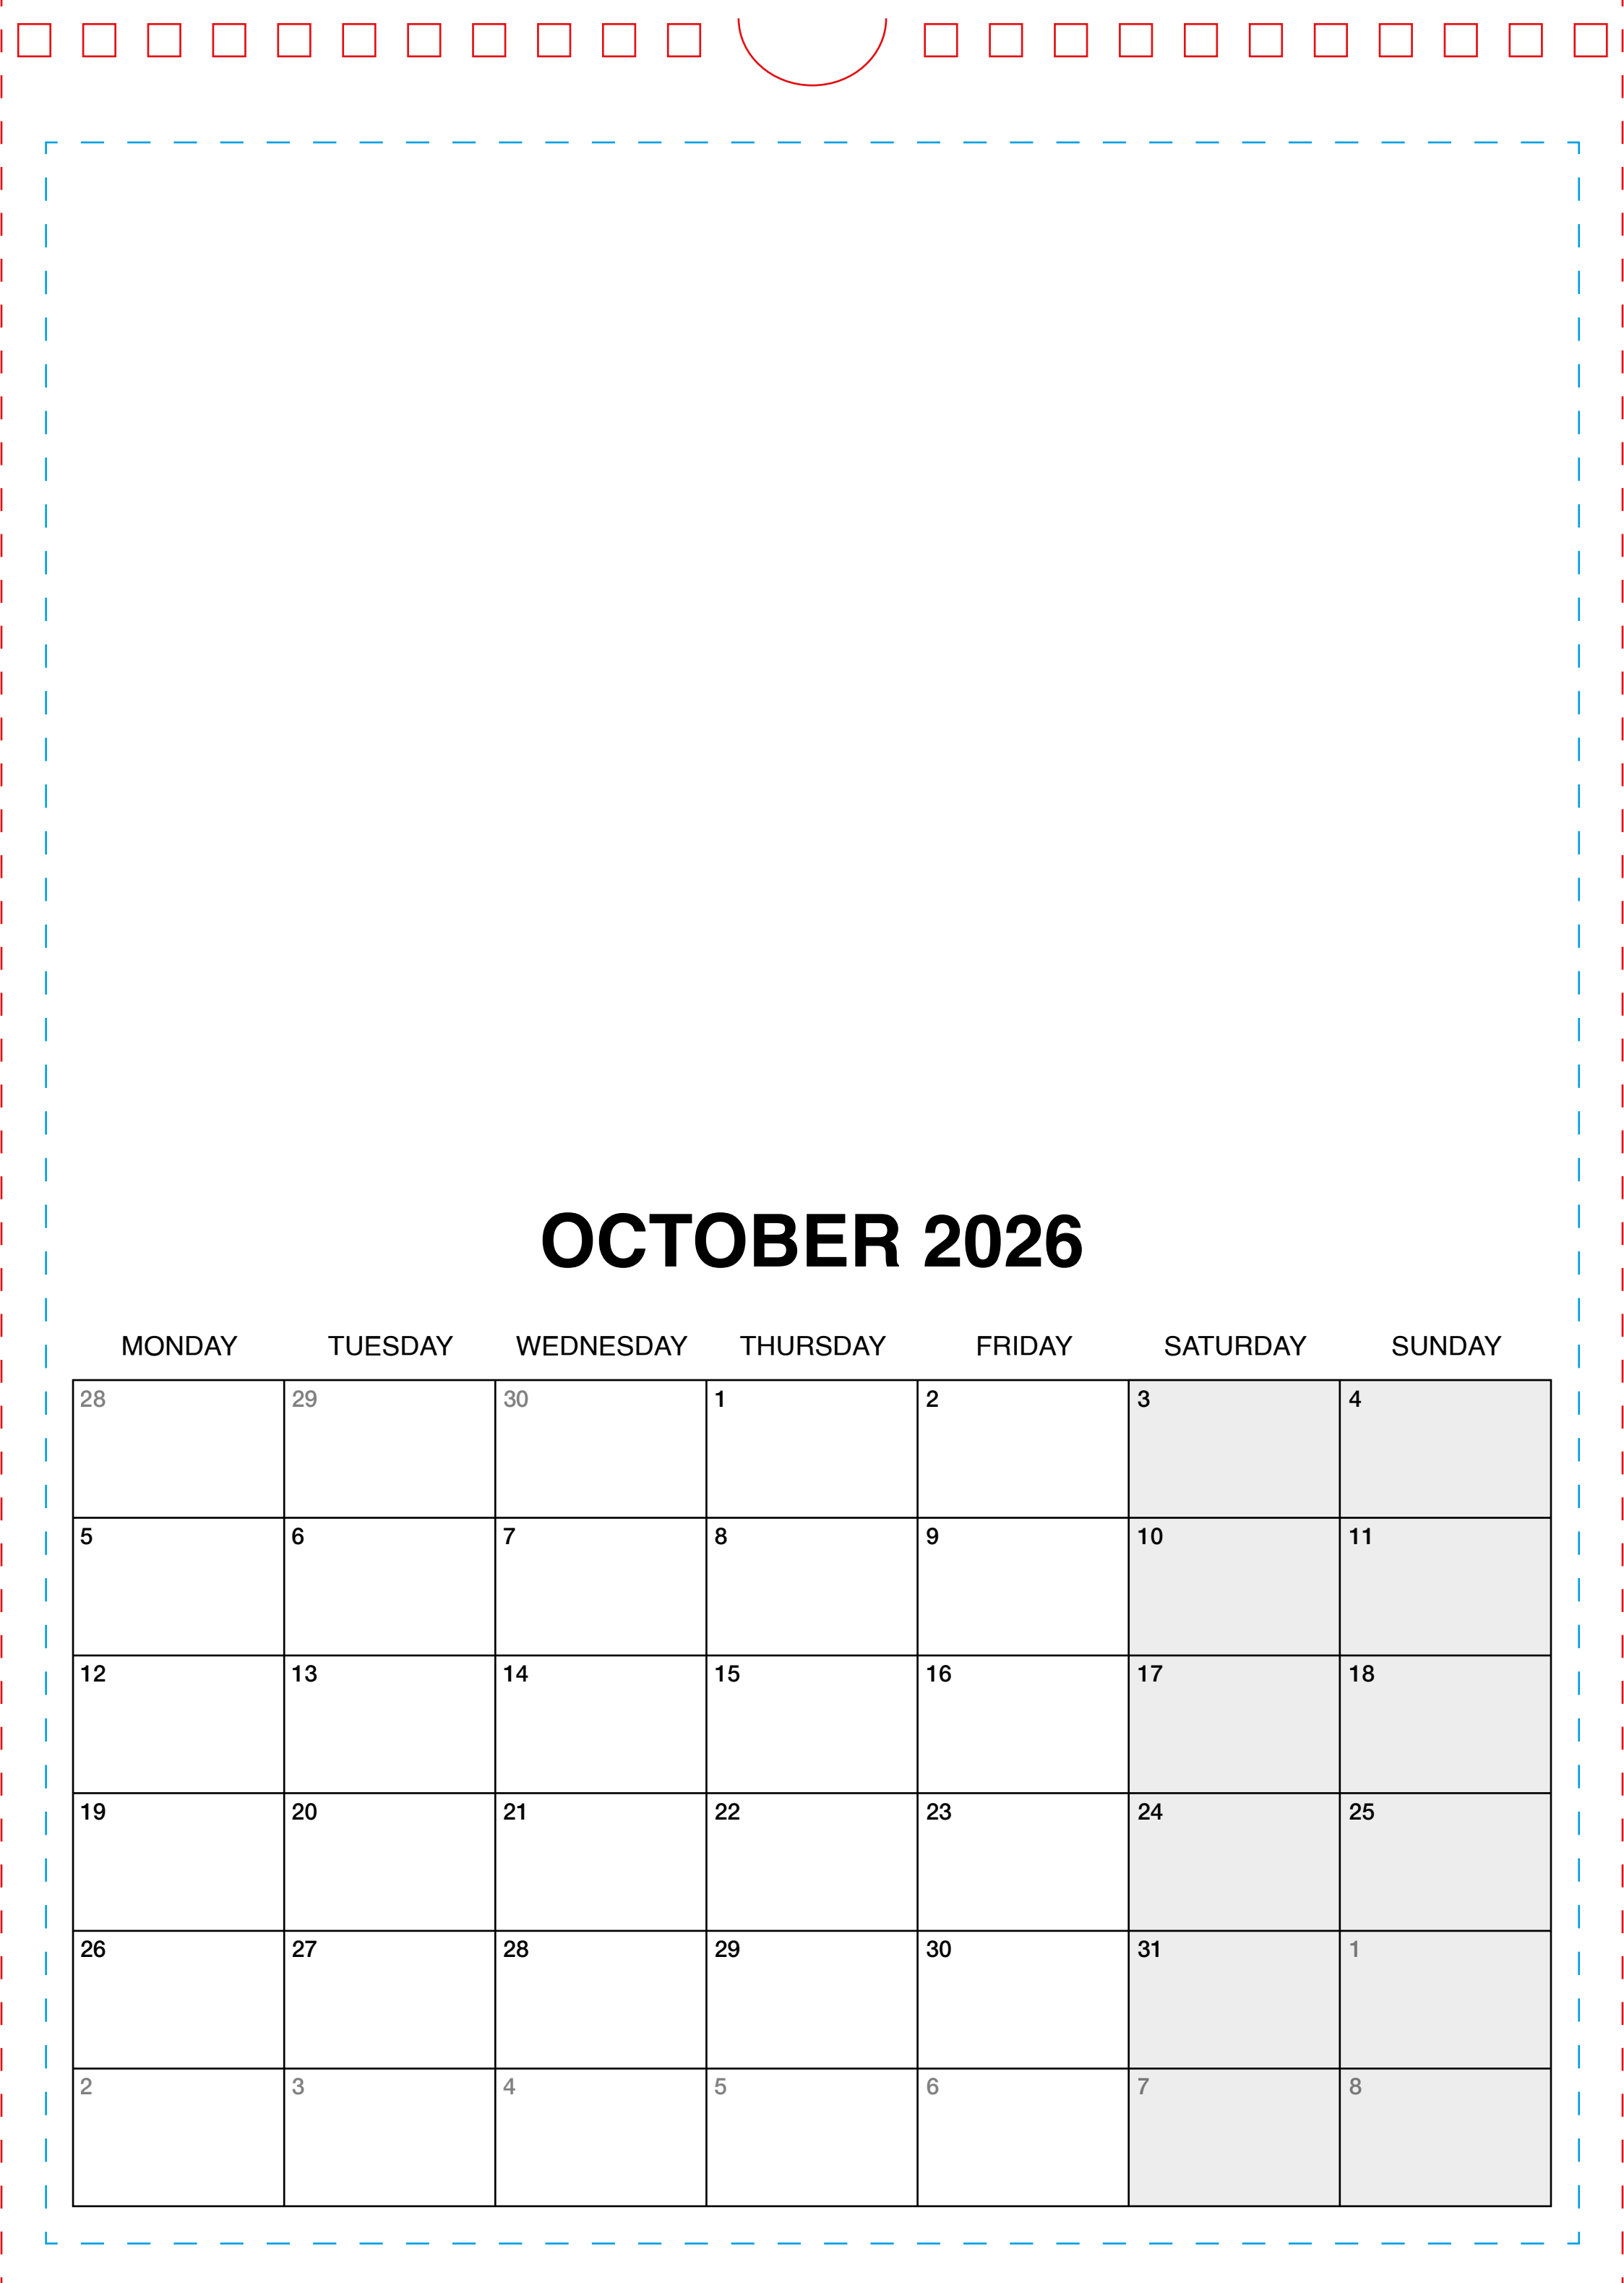 OCTOBER 2026
MONDAY TUESDAY WEDNESDAY THURSDAY FRIDAY SATURDAY SUNDAY
28 29 30 1 2 3 4
5 6 7 8 9 10 11
12 13 14 15 16 17 18
19 20 21 22 23 24 25
26 27 28 29 30 31 1
2 3 4 5 6 7 8